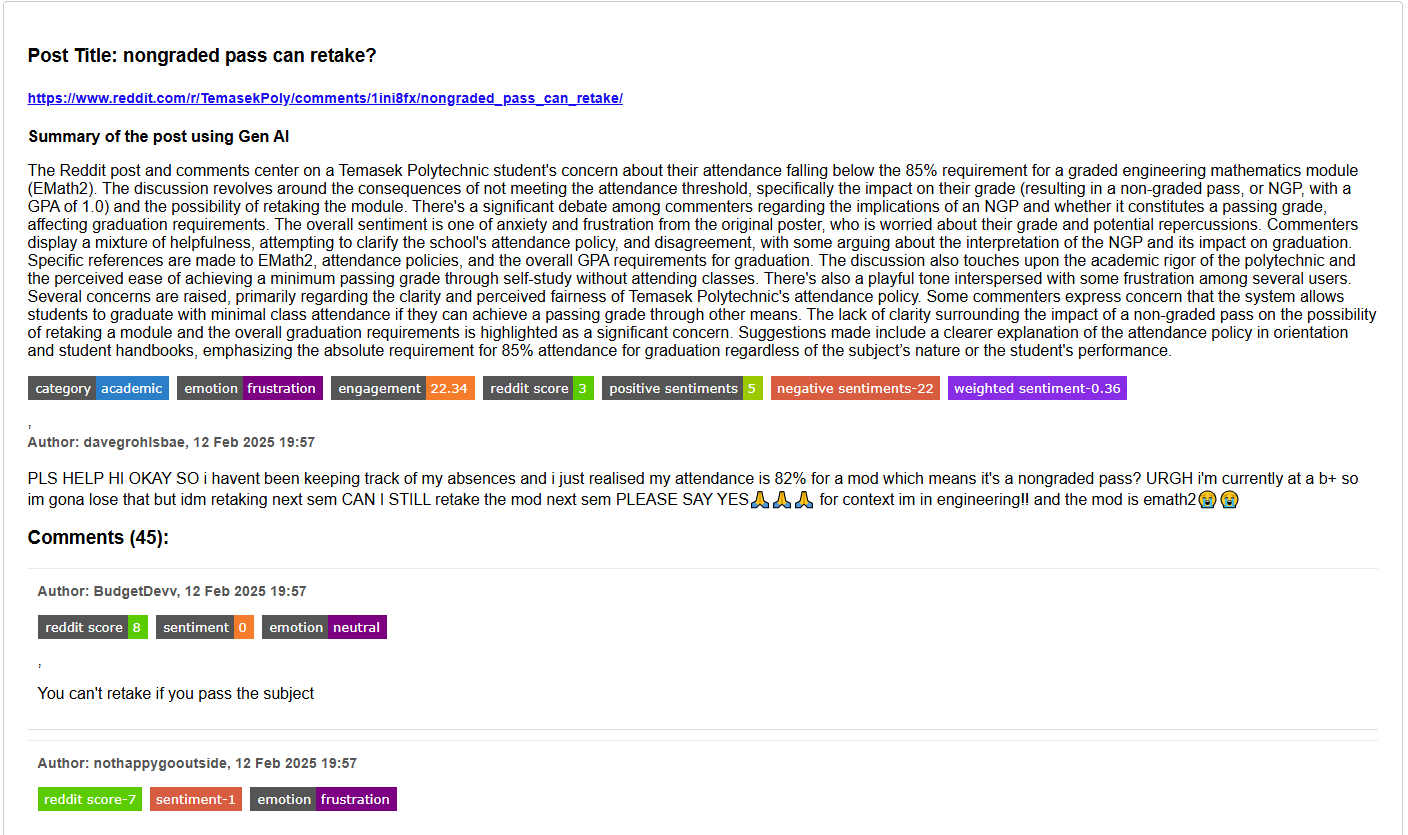 Post Title: nongraded pass can retake?
https://www.reddit.com/r/TemasekPoly/comments/1ini8fx/nongraded_pass_can_retake/
Summary of the post using Gen AI
The Reddit post and comments center on a Temasek Polytechnic student's concern about their attendance falling below the 85% requirement for a graded engineering mathematics module
(EMath2). The discussion revolves around the consequences of not meeting the attendance threshold, specifically the impact on their grade (resulting in a non-graded pass, or NGP, with a
GPA of 1.0) and the possibility of retaking the module. There's a significant debate among commenters regarding the implications of an NGP and whether it constitutes a passing grade,
affecting graduation requirements. The overall sentiment is one of anxiety and frustration from the original poster, who is worried about their grade and potential repercussions. Commenters
display a mixture of helpfulness, attempting to clarify the school's attendance policy, and disagreement, with some arguing about the interpretation of the NGP and its impact on graduation.
Specific references are made to EMath2, attendance policies, and the overall GPA requirements for graduation. The discussion also touches upon the academic rigor of the polytechnic and
the perceived ease of achieving a minimum passing grade through self-study without attending classes. There's also a playful tone interspersed with some frustration among several users.
Several concerns are raised, primarily regarding the clarity and perceived fairness of Temasek Polytechnic's attendance policy. Some commenters express concern that the system allows
students to graduate with minimal class attendance if they can achieve a passing grade through other means. The lack of clarity surrounding the impact of a non-graded pass on the possibility
of retaking a module and the overall graduation requirements is highlighted as a significant concern. Suggestions made include a clearer explanation of the attendance policy in orientation
and student handbooks, emphasizing the absolute requirement for 85% attendance for graduation regardless of the subject's nature or the student's performance.
category academic emotion frustration engagement 22.34 reddit score 3 positive sentiments 5 negative sentiments-22 weighted sentiment-0.36
,
Author: davegrohlsbae, 12 Feb 2025 19:57
PLS HELP HI OKAY SO i havent been keeping track of my absences and i just realised my attendance is 82% for a mod which means it's a nongraded pass? URGH i'm currently at a b+ so
im gona lose that but idm retaking next sem CAN I STILL retake the mod next sem PLEASE SAY YES🙏🙏🙏 for context im in engineering!! and the mod is emath2😭😭
Comments (45):
Author: BudgetDevv, 12 Feb 2025 19:57
reddit score 8 sentiment 0 emotion neutral
,
You can't retake if you pass the subject
Author: nothappygooutside, 12 Feb 2025 19:57
reddit score-7 sentiment-1 emotion frustration